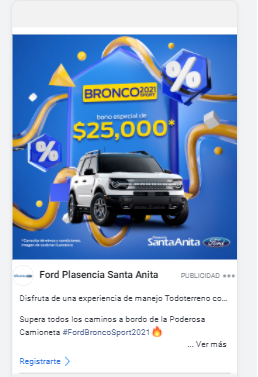 BRONCO 2021
SPORT
bono especial de
$25,000*
%
%
*Consulta términos y condiciones.
Imagen de carácter ilustrativo
Plasencia
Santa Anita Ford
Ford Plasencia Santa Anita PUBLICIDAD
Disfruta de una experiencia de manejo Todoterreno co...
Supera todos los caminos a bordo de la Poderosa
Camioneta #FordBroncoSport2021 🔥
... Ver más
Registrarte >